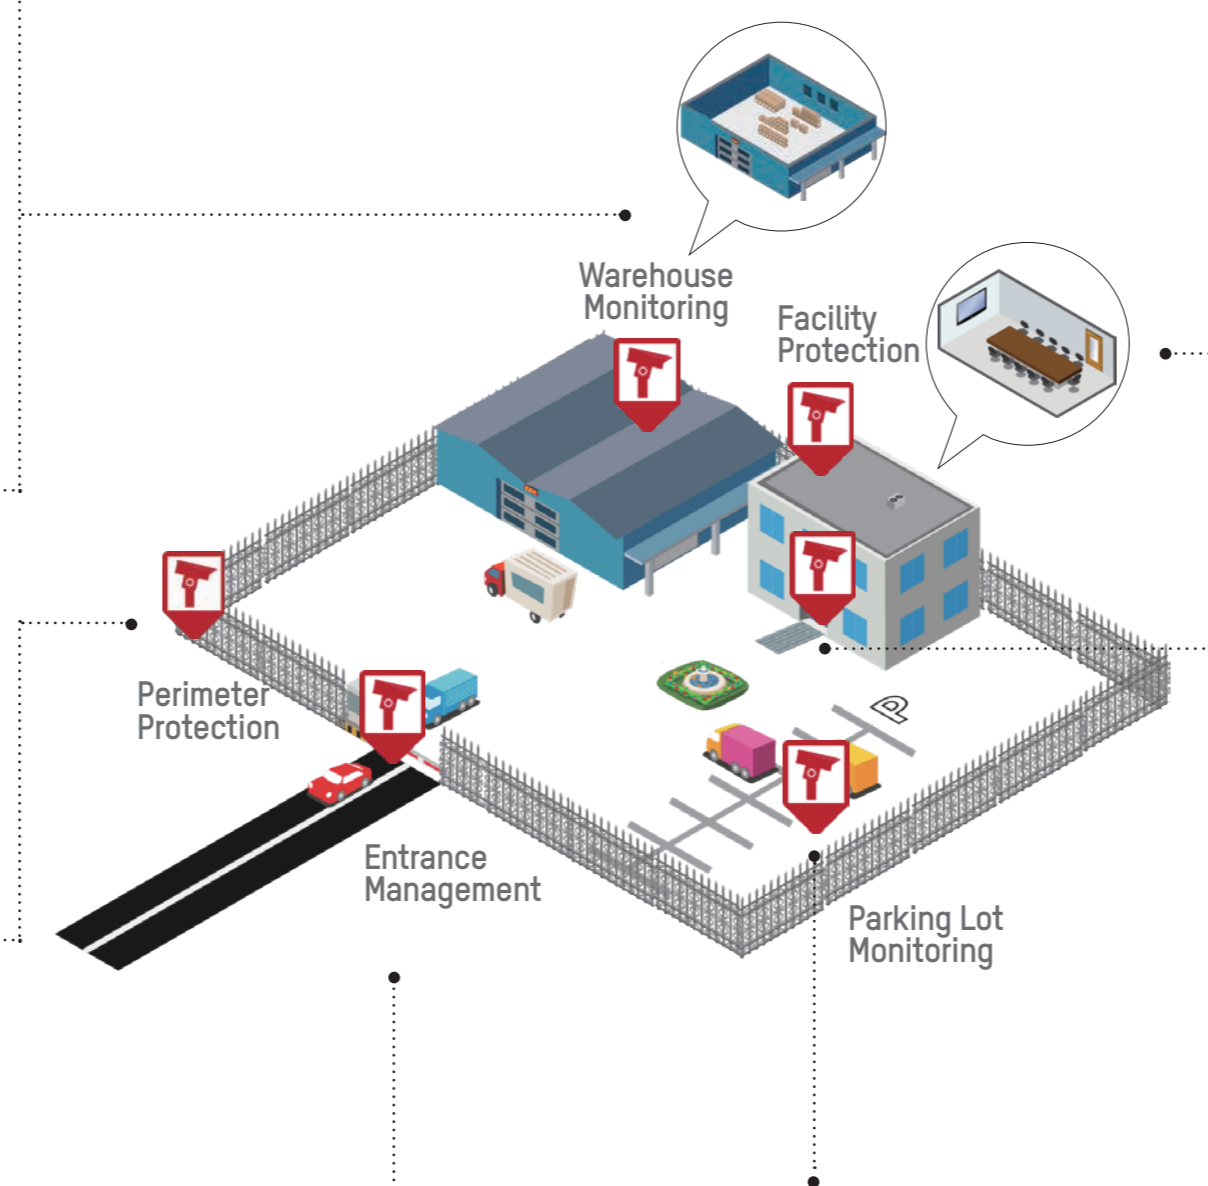 Warehouse
Monitoring
Facility
Protection
Perimeter
Protection
P
Entrance
Management
Parking Lot
Monitoring